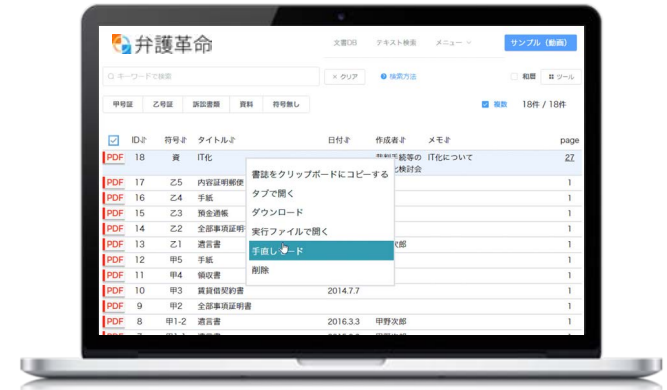 弁護革命
文書DB テキスト検索 メニュー サンプル（動画）
キーワードで検索 × クリア 検索方法 和暦 ツール
甲号証 乙号証 訴訟書類 資料 符号無し 複数 18件 / 18件
ID 符号 タイトル 日付 作成者 メモ page
PDF 18 資 IT化 IT化について 27
書誌をクリップボードにコピーする
タブで開く
ダウンロード
実行ファイルで開く
手直しモード
削除
PDF 17 乙5 内容証明郵便 1
PDF 16 乙4 手紙 1
PDF 15 乙3 預金通帳 1
PDF 14 乙2 全部事項証明 1
PDF 13 乙1 遺言書 1
PDF 12 甲5 手紙 1
PDF 11 甲4 領収書 1
PDF 10 甲3 賃貸借契約書 2014.7.7 1
PDF 9 甲2 全部事項証明書 1
PDF 8 甲1-2 遺言書 2016.3.3 甲野次郎 1